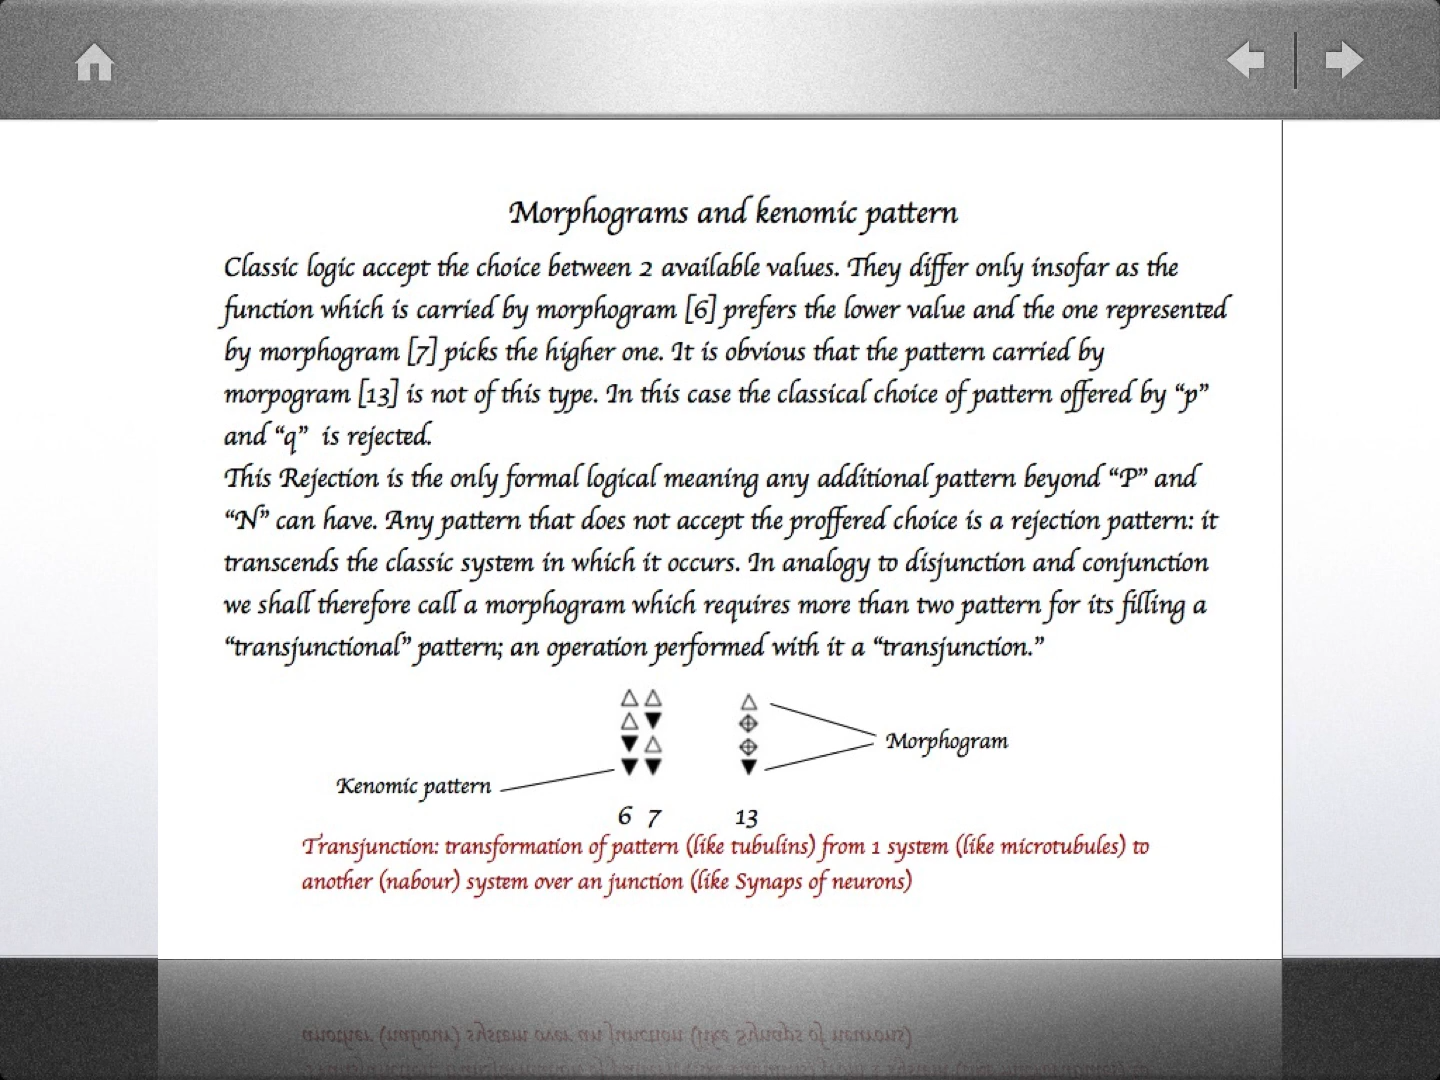 Morphograms and kenomic pattern
Classic logic accept the choice between 2 available values. They differ only insofar as the
function which is carried by morphogram [6] prefers the lower value and the one represented
by morphogram [7] picks the higher one. It is obvious that the pattern carried by
morpogram [13] is not of this type. In this case the classical choice of pattern offered by “p”
and “q” is rejected.
This Rejection is the only formal logical meaning any additional pattern beyond “P” and
“N” can have. Any pattern that does not accept the proffered choice is a rejection pattern: it
transcends the classic system in which it occurs. In analogy to disjunction and conjunction
we shall therefore call a morphogram which requires more than two pattern for its filling a
“transjunctional” pattern; an operation performed with it a “transjunction.”
Morphogram
Kenomic pattern
6 7 13
Transjunction: transformation of pattern (like tubulins) from 1 system (like microtubules) to
another (nabour) system over an junction (like Synaps of neurons)